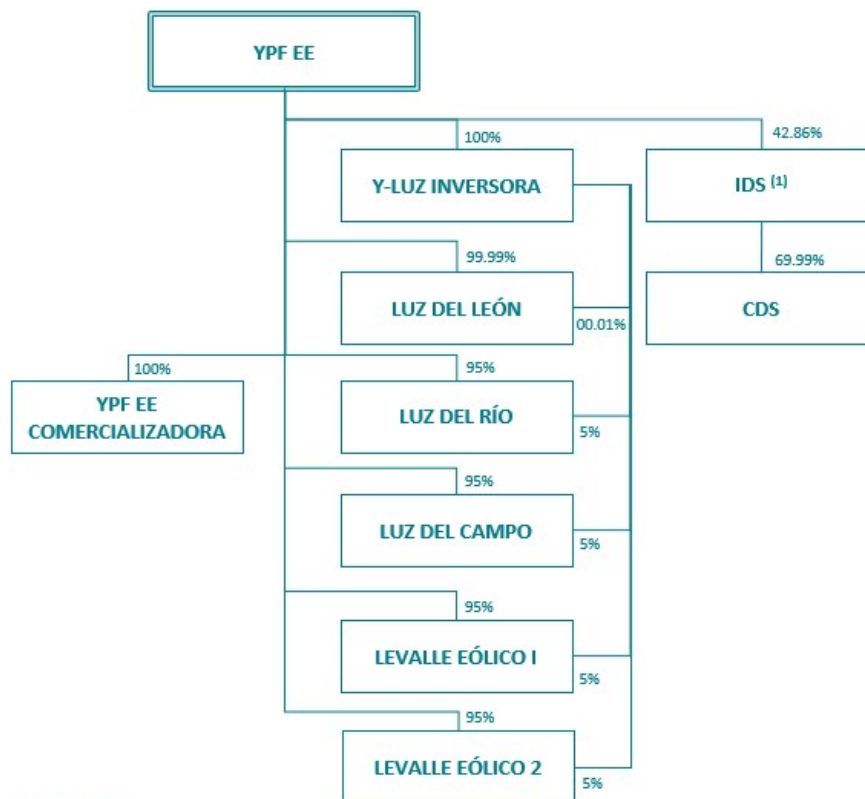 YPF EE
100%
42.86%
Y-LUZ INVERSORA
IDS (1)
99.99%
69.99%
LUZ DEL LEÓN
CDS
00.01%
100%
95%
YPF EE
COMERCIALIZADORA
LUZ DEL RÍO
5%
95%
LUZ DEL CAMPO
5%
95%
LEVALLE EÓLICO I
5%
95%
LEVALLE EÓLICO 2
5%